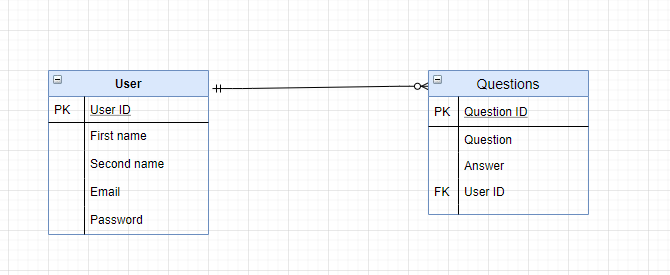 User
PK User ID
First name
Second name
Email
Password
Questions
PK Question ID
Question
Answer
FK User ID